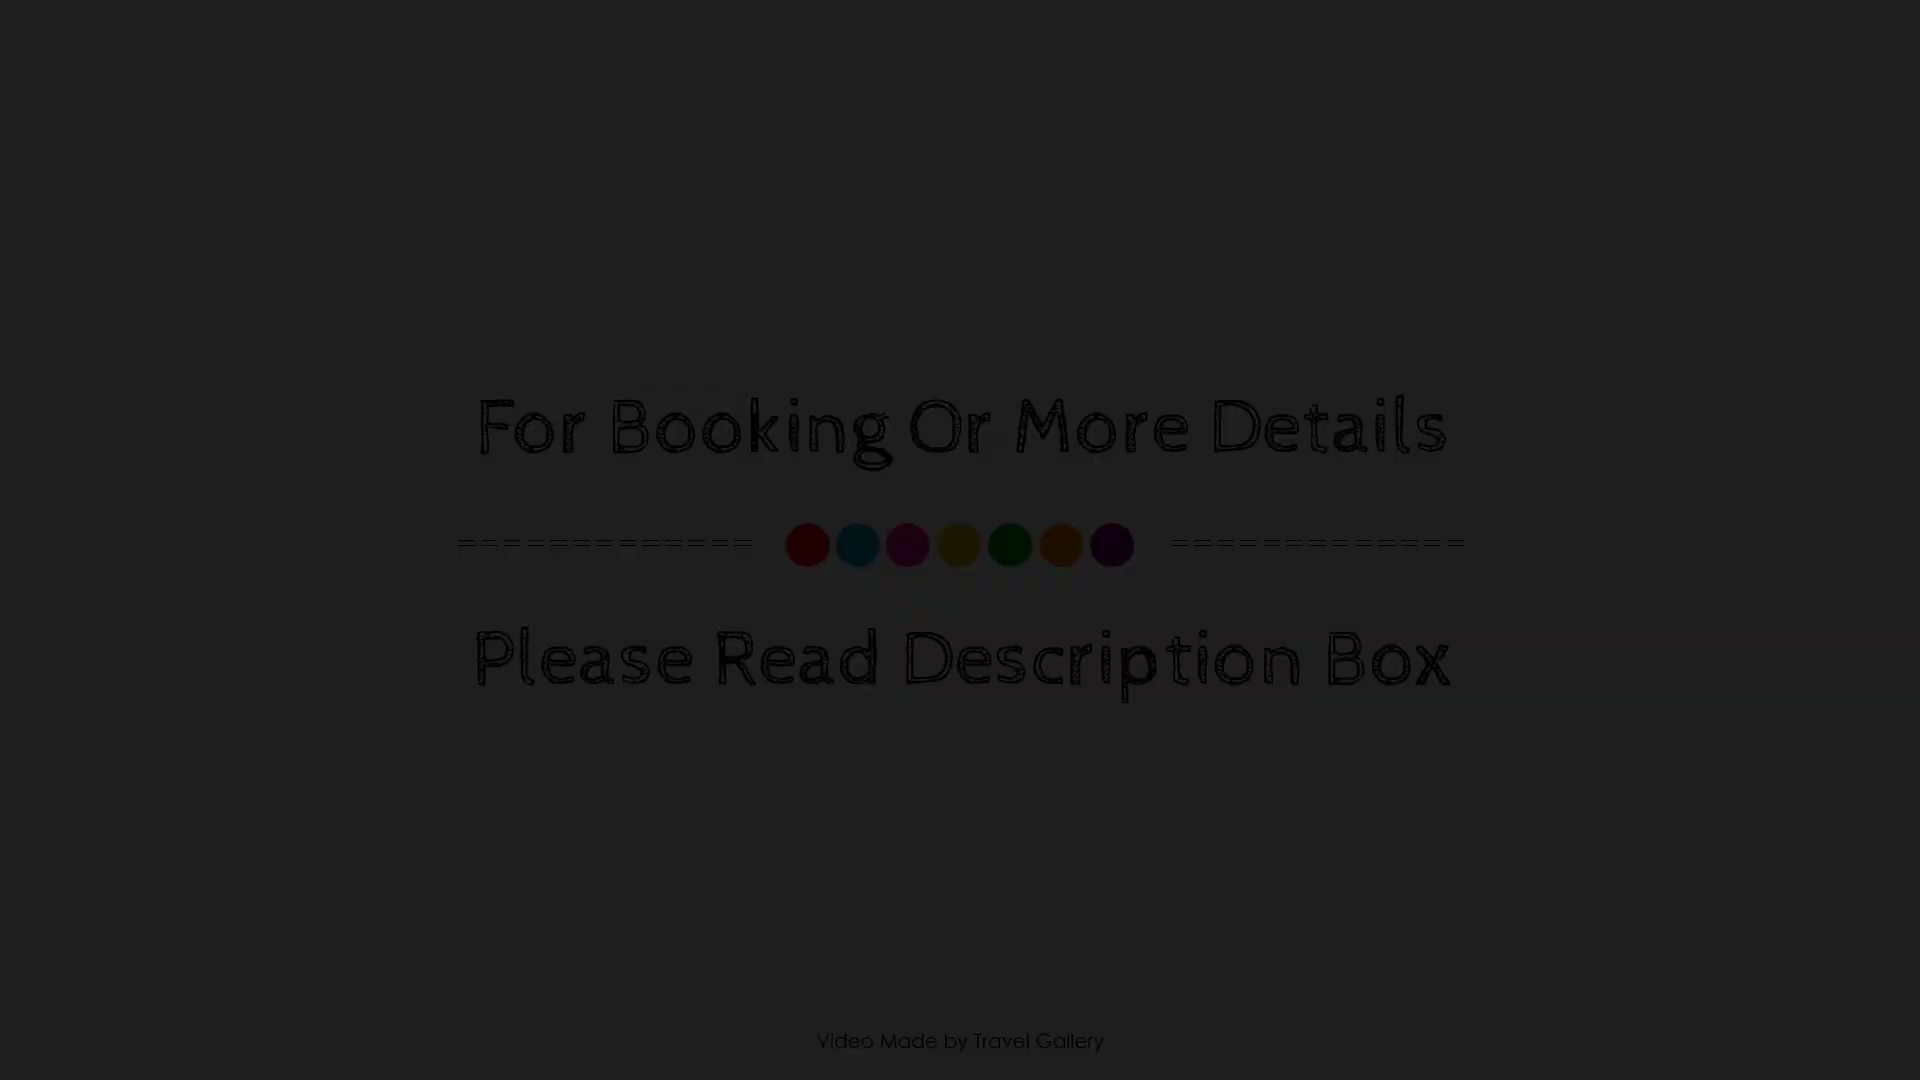 For Booking Or More Details
============= =============
Please Read Description Box
Video Made by Travel Gallery